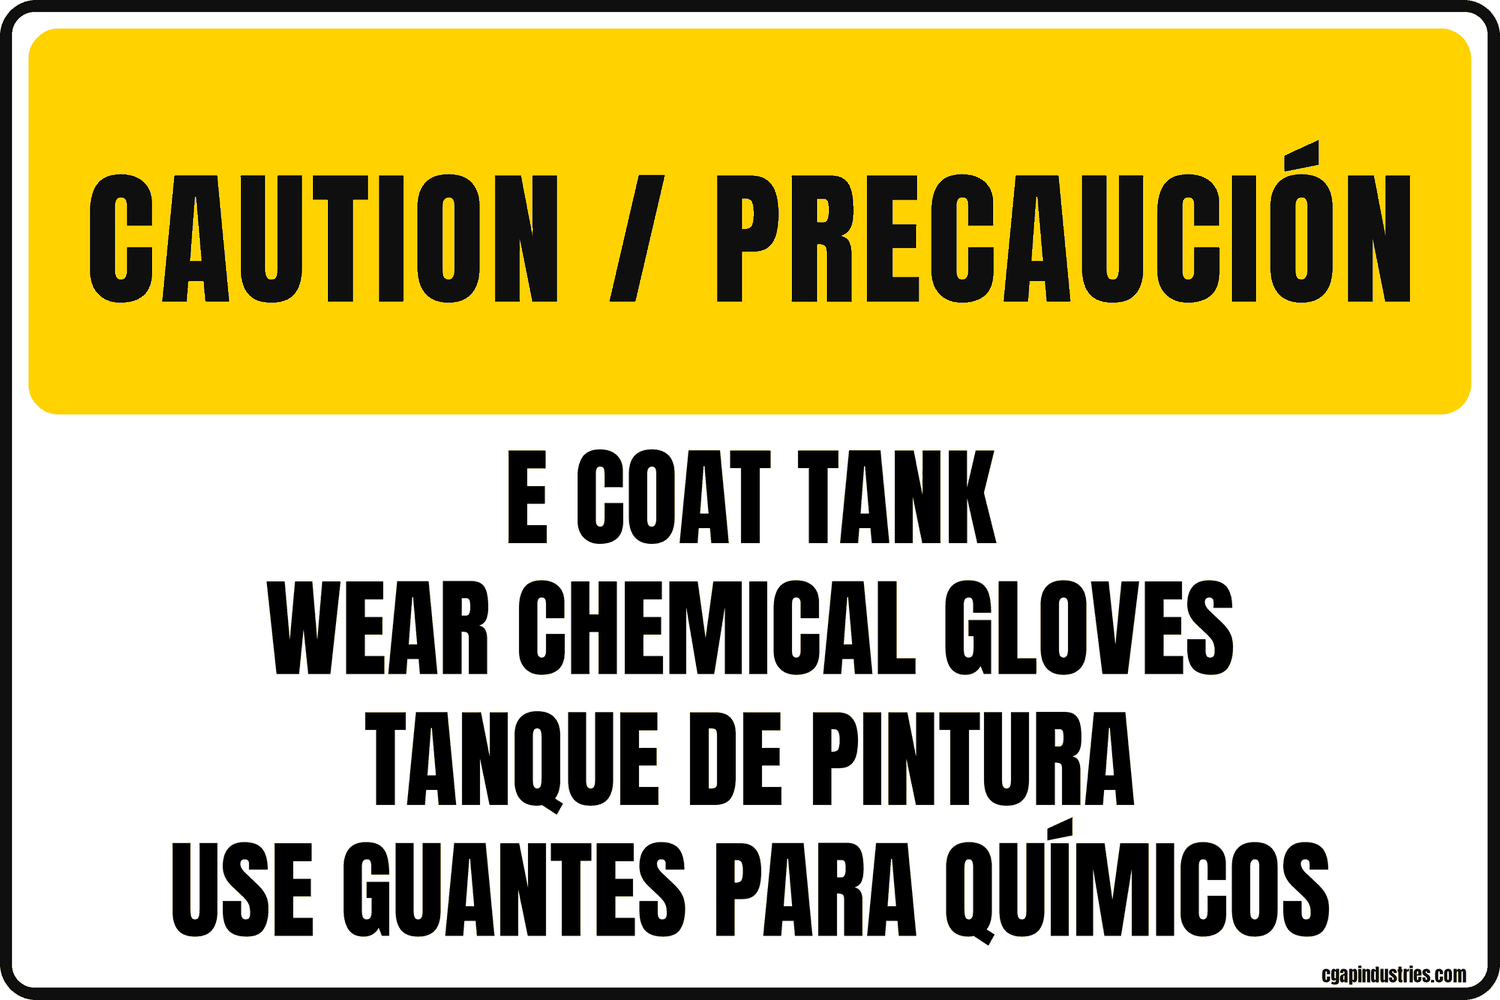 CAUTION / PRECAUCIÓN
E COAT TANK
WEAR CHEMICAL GLOVES
TANQUE DE PINTURA
USE GUANTES PARA QUÍMICOS
cgapindustries.com